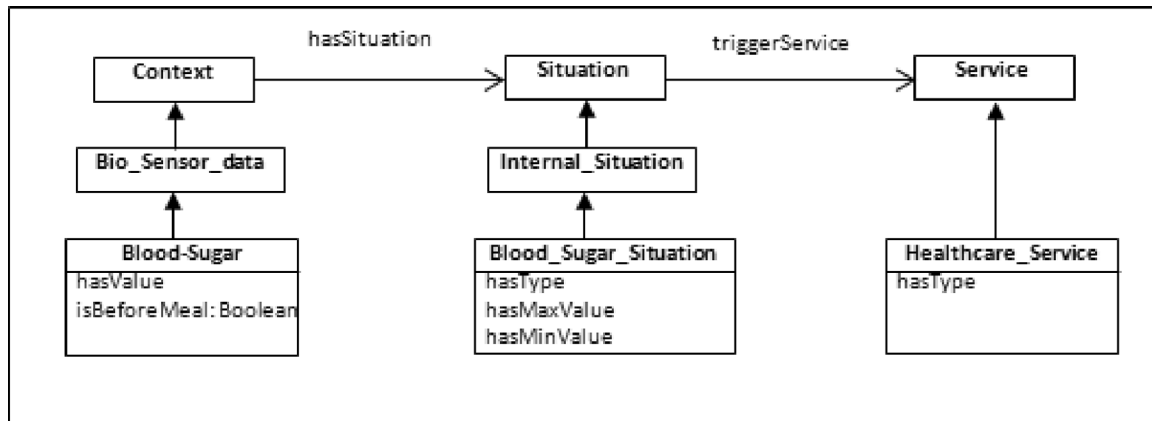 hasSituation
triggerService
Context
Situation
Service
Bio_Sensor_data
Internal_Situation
Blood-Sugar
hasValue
isBeforeMeal: Boolean
Blood_Sugar_Situation
hasType
hasMaxValue
hasMinValue
Healthcare_Service
hasType